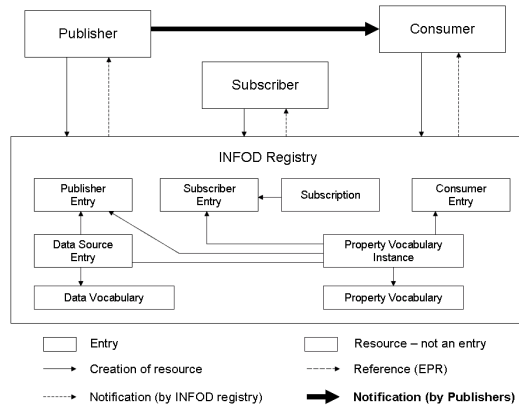 Publisher
Consumer
Subscriber
INFOD Registry
Publisher
Entry
Subscriber
Entry
Subscription
Consumer
Entry
Data Source
Entry
Property Vocabulary
Instance
Data Vocabulary
Property Vocabulary
Entry
Resource – not an entry
Creation of resource
Reference (EPR)
Notification (by INFOD registry)
Notification (by Publishers)